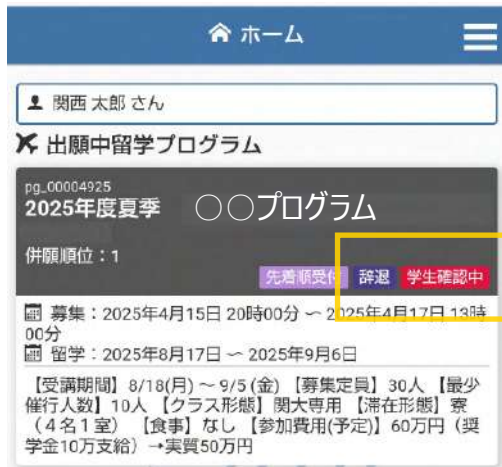 ホーム
関西 太郎 さん
出願中留学プログラム
pg_00004925
2025年度夏季 ○○プログラム
併願順位：1
先着順受付 辞退 学生確認中
募集：2025年4月15日 20時00分 ～ 2025年4月17日 13時
00分
留学：2025年8月17日 ～ 2025年9月6日
【受講期間】8/18(月)～9/5(金)【募集定員】30人【最少
催行人数】10人【クラス形態】関大専用【滞在形態】寮
（4名1室）【食事】なし【参加費用(予定)】60万円（奨
学金10万支給）→実質50万円